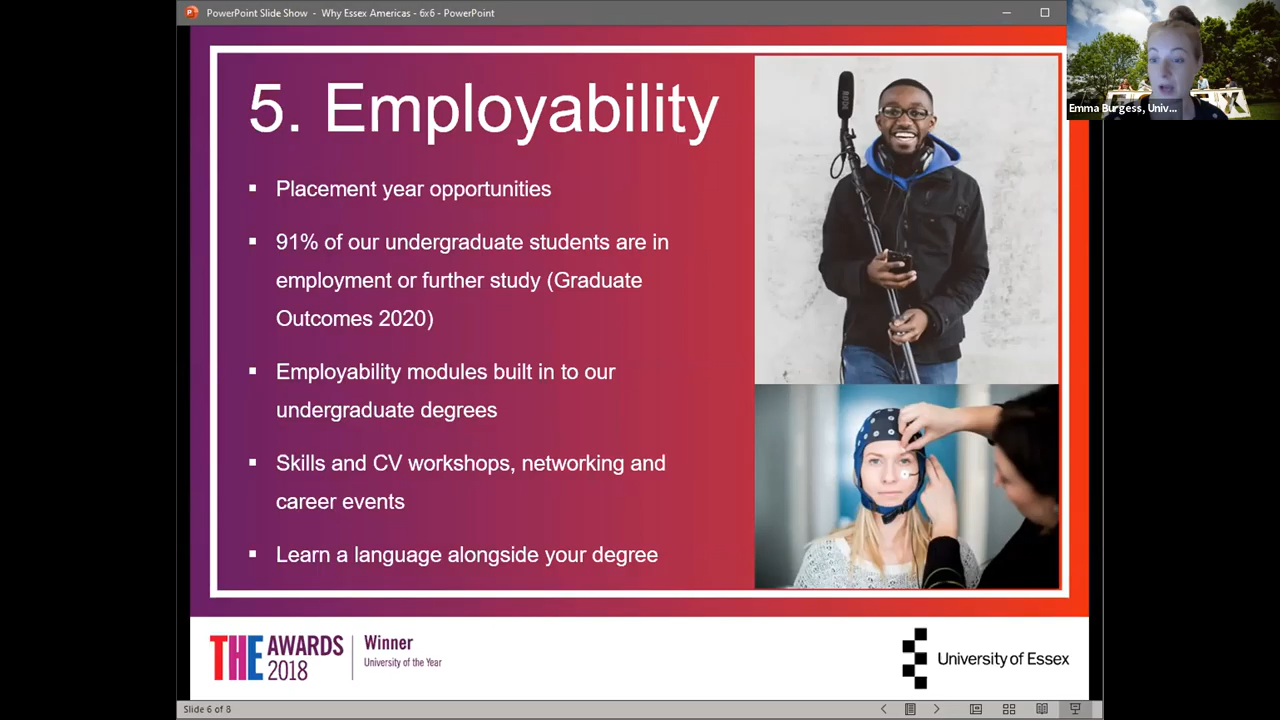 PowerPoint Slide Show - Why Essex Americas - 6x6 - PowerPoint
Emma Burgess, Univ...
5. Employability
Placement year opportunities
91% of our undergraduate students are in
employment or further study (Graduate
Outcomes 2020)
Employability modules built in to our
undergraduate degrees
Skills and CV workshops, networking and
career events
Learn a language alongside your degree
RØDE
THE AWARDS
2018
Winner
University of the Year
University of Essex
Slide 6 of 8